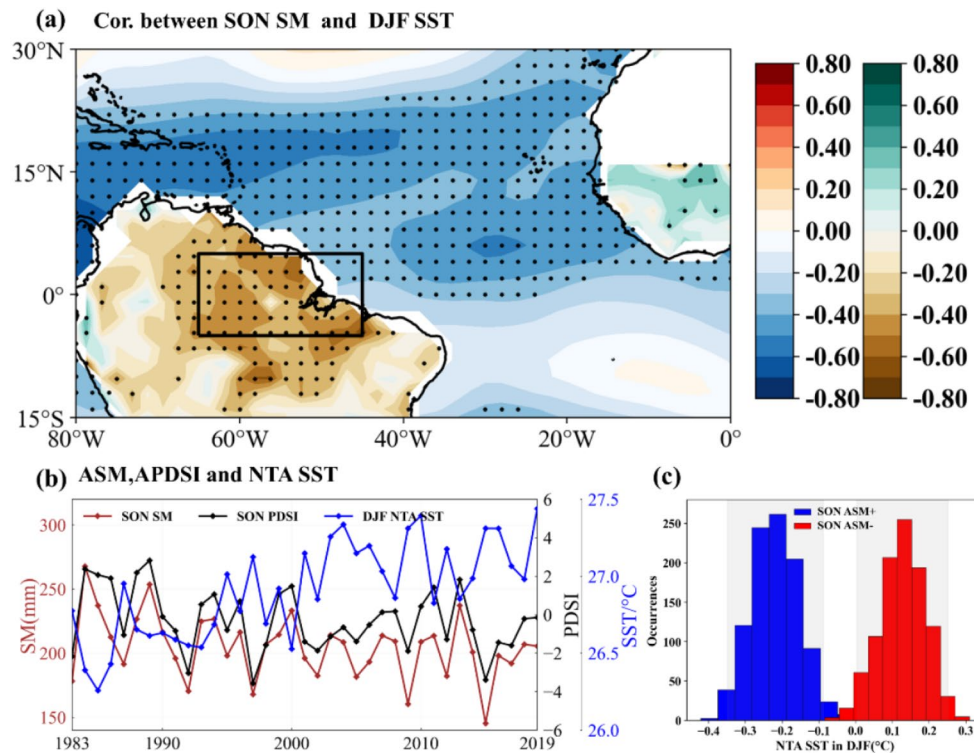 (a) Cor. between SON SM and DJF SST
30°N
15°N
0°
15°S
80°W 60°W 40°W 20°W 0°
0.80 0.80
0.60 0.60
0.40 0.40
0.20 0.20
0.00 0.00
-0.20 -0.20
-0.40 -0.40
-0.60 -0.60
-0.80 -0.80
(b) ASM,APDSI and NTA SST
SON SM SON PDSI DJF NTA SST
SM(mm)
300
250
200
150
1983 1990 2000 2010 2019
6
4
2
0
−2
−4
−6
PDSI
27.5
27.0
26.5
26.0
SST/°C
(c)
SON ASM+
SON ASM-
Occurrences
250
200
150
100
50
0
−0.4 −0.3 −0.2 −0.1 0.0 0.1 0.2 0.3
NTA SST in DJF(°C)